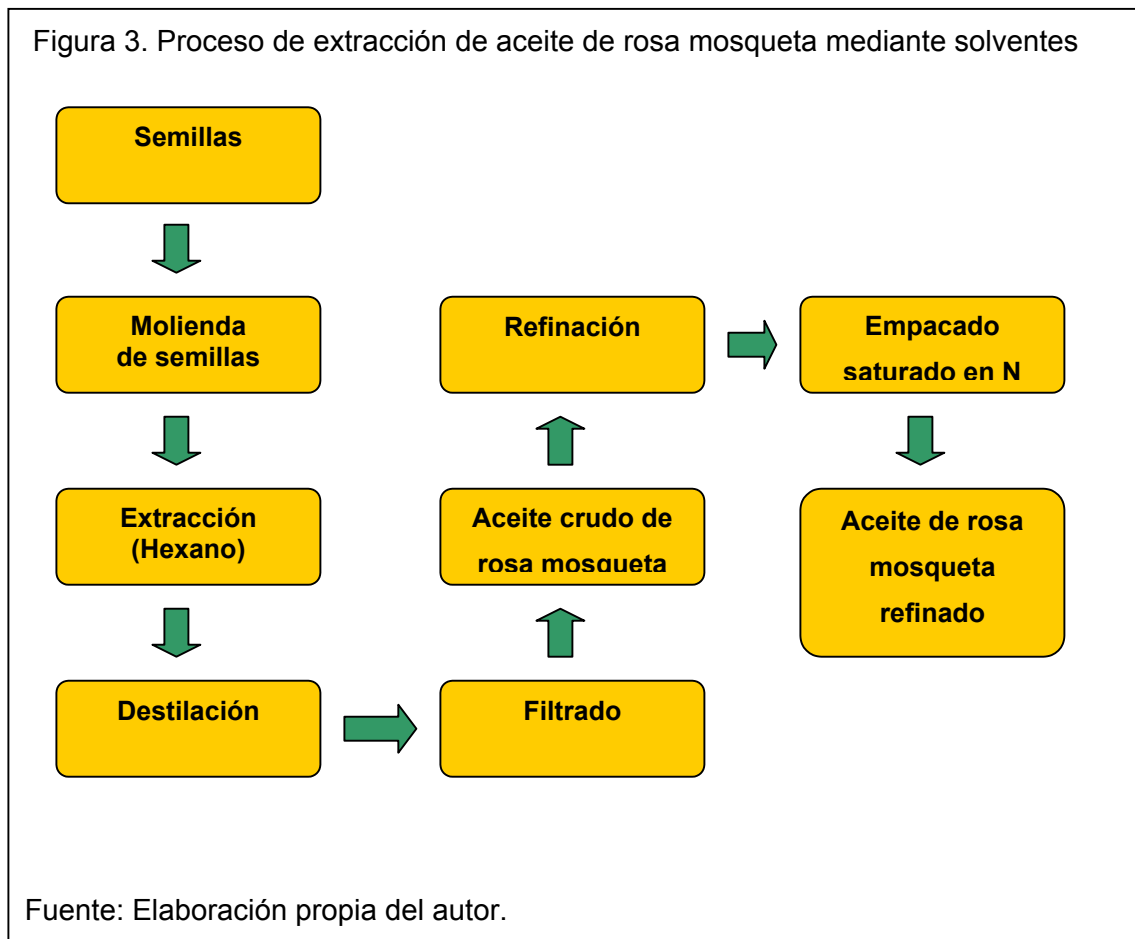 Figura 3. Proceso de extracción de aceite de rosa mosqueta mediante solventes
Semillas
Molienda
de semillas
Extracción
(Hexano)
Destilación
Filtrado
Aceite crudo de
rosa mosqueta
Refinación
Empacado
saturado en N
Aceite de rosa
mosqueta
refinado
Fuente: Elaboración propia del autor.